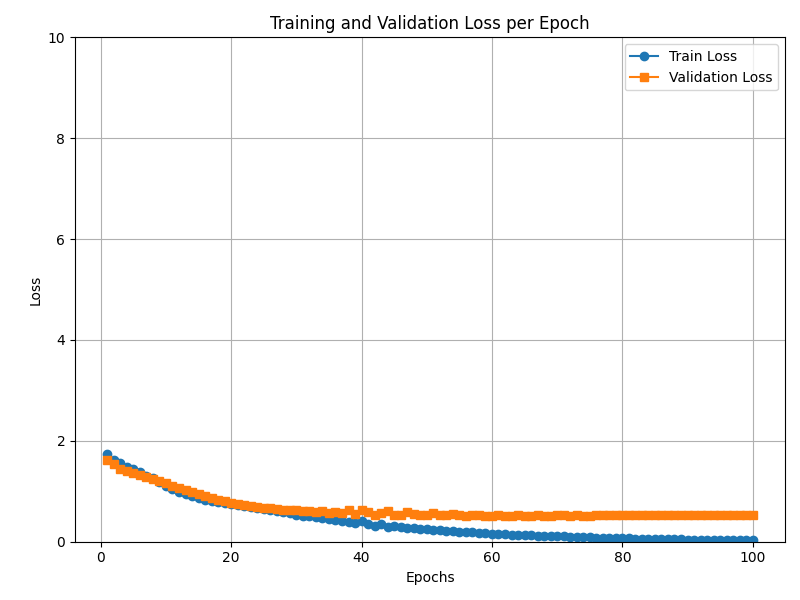 Training and Validation Loss per Epoch
10
8
6
4
2
0
Loss
Train Loss
Validation Loss
0 20 40 60 80 100
Epochs